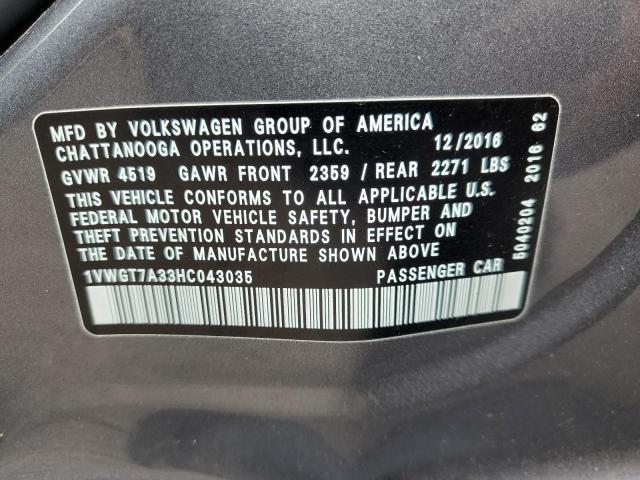 MFD BY VOLKSWAGEN GROUP OF AMERICA
CHATTANOOGA OPERATIONS, LLC. 12/2016
GVWR 4519 GAWR FRONT 2359 / REAR 2271 LBS
THIS VEHICLE CONFORMS TO ALL APPLICABLE U.S.
FEDERAL MOTOR VEHICLE SAFETY, BUMPER AND
THEFT PREVENTION STANDARDS IN EFFECT ON
THE DATE OF MANUFACTURE SHOWN ABOVE
1VWGT7A33HC043035 PASSENGER CAR
5040204 2016 62